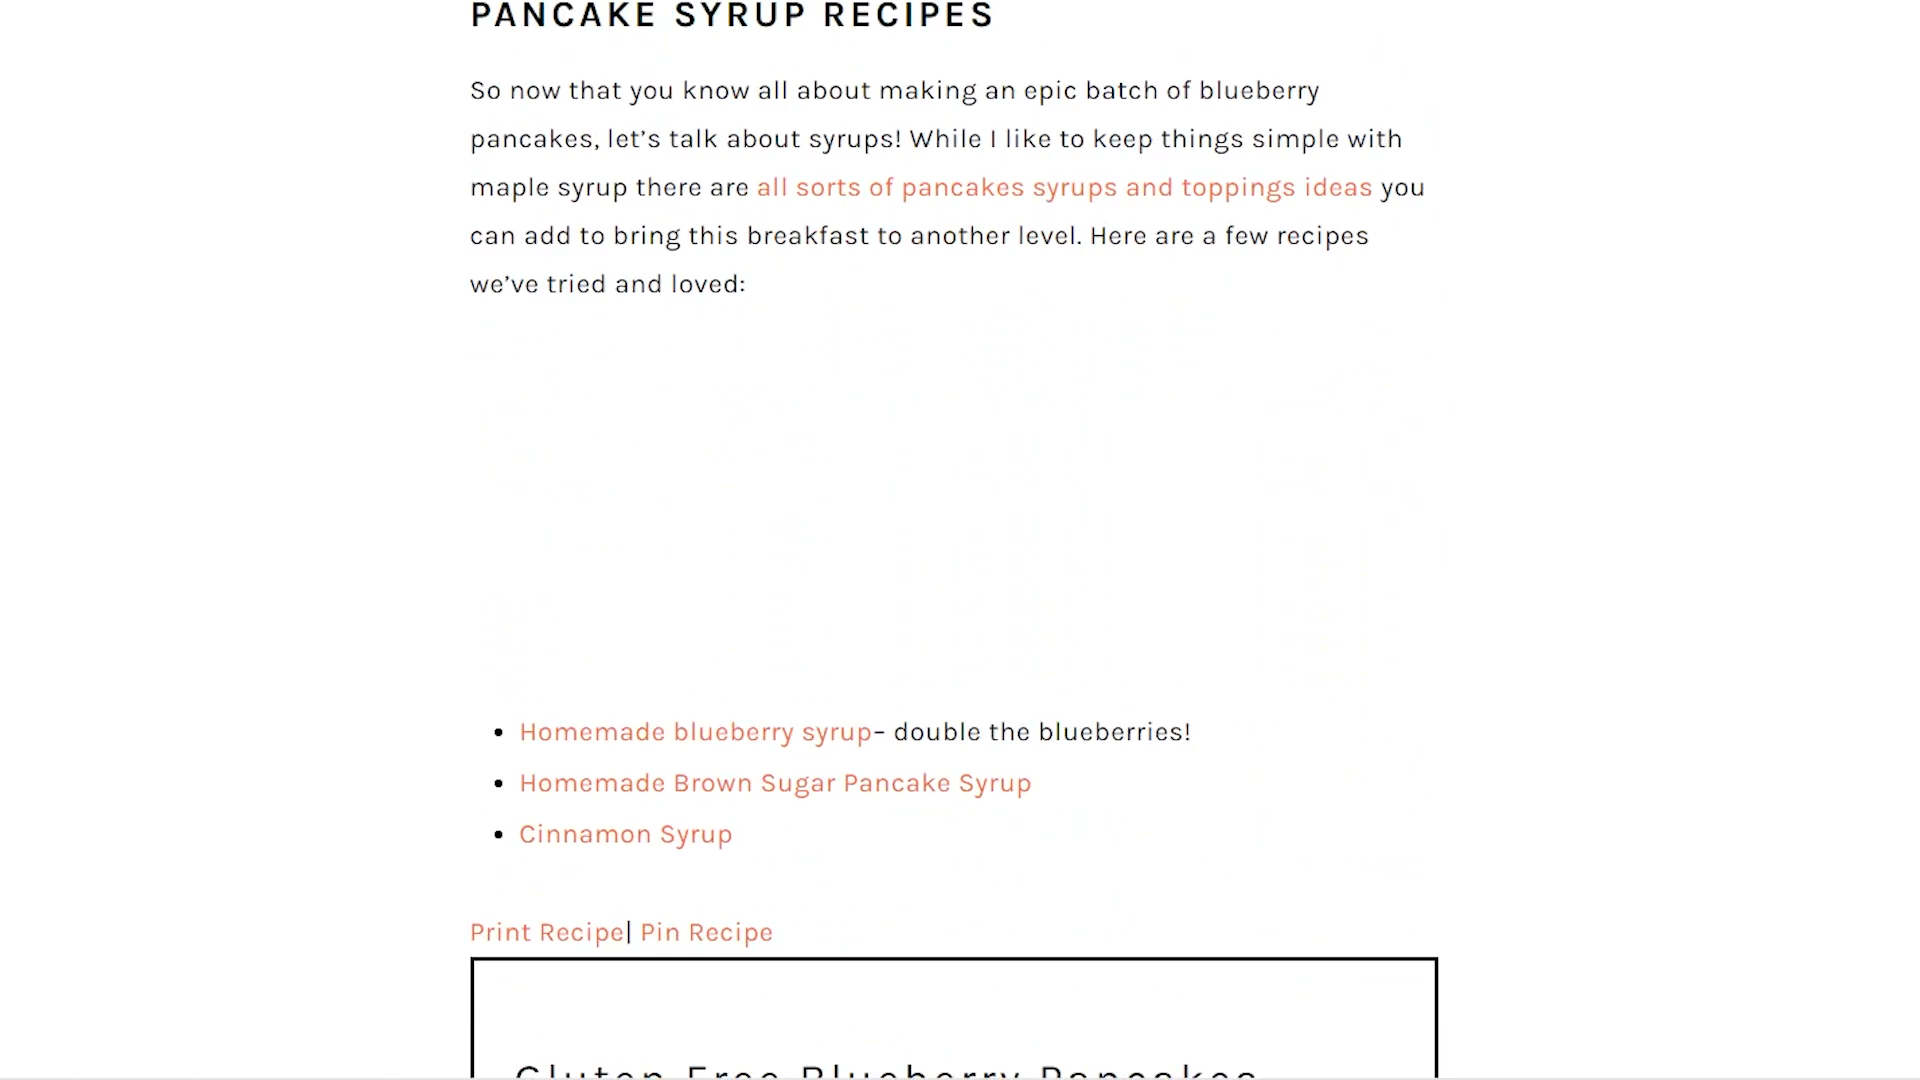 PANCAKE SYRUP RECIPES
So now that you know all about making an epic batch of blueberry
pancakes, let’s talk about syrups! While I like to keep things simple with
maple syrup there are all sorts of pancakes syrups and toppings ideas you
can add to bring this breakfast to another level. Here are a few recipes
we’ve tried and loved:
• Homemade blueberry syrup– double the blueberries!
• Homemade Brown Sugar Pancake Syrup
• Cinnamon Syrup
Print Recipe| Pin Recipe
Gluten Free Blueberry Pancakes